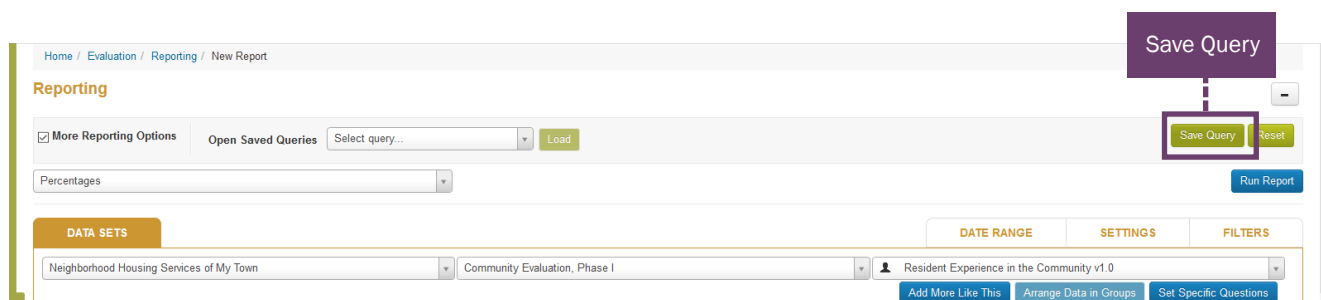 Save Query
Home / Evaluation / Reporting / New Report
Reporting
-
More Reporting Options Open Saved Queries Select query... Load Save Query Reset
Percentages Run Report
DATA SETS DATE RANGE SETTINGS FILTERS
Neighborhood Housing Services of My Town Community Evaluation, Phase I Resident Experience in the Community v1.0
Add More Like This Arrange Data in Groups Set Specific Questions